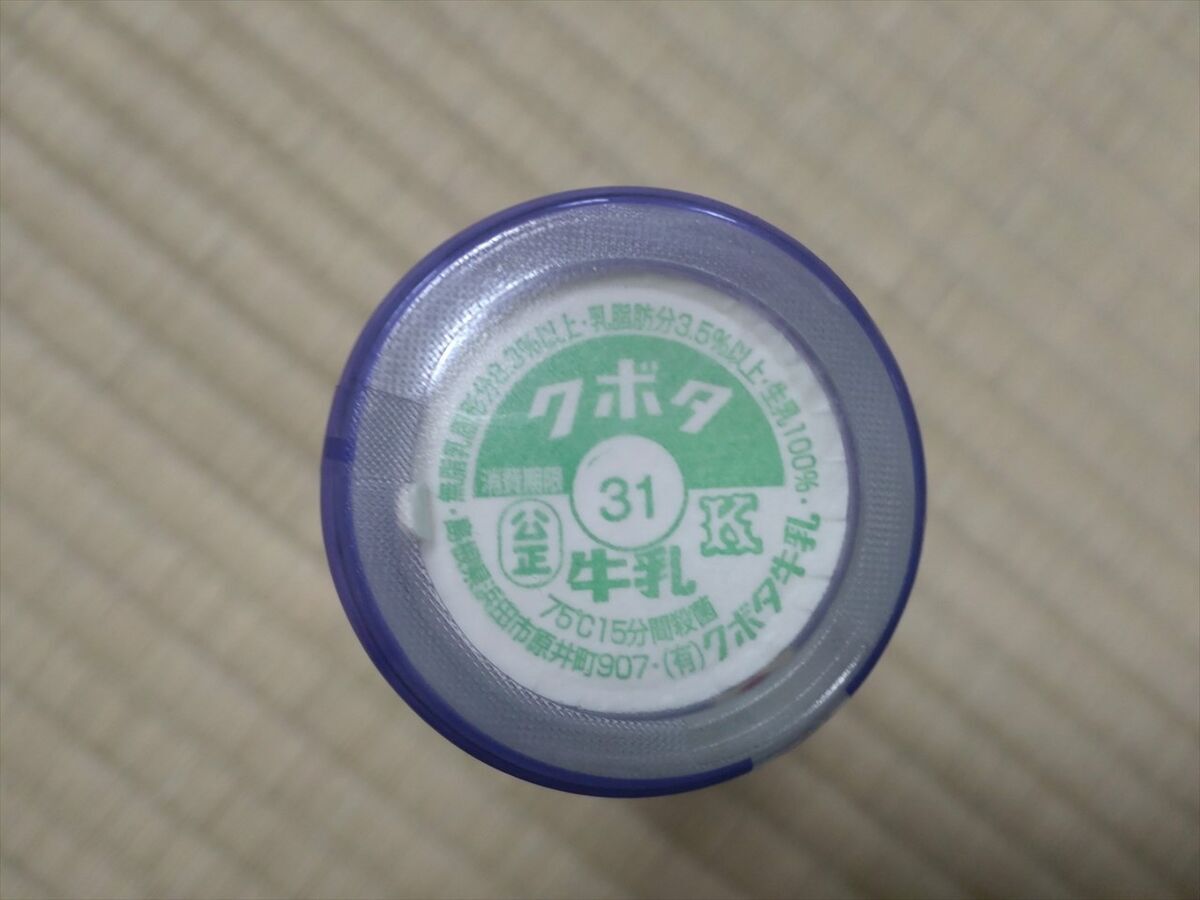 無脂乳固形分8.3%以上・乳脂肪分3.5%以上・生乳100%・
クボタ
消費期限
31
公正
K
牛乳
75℃15分間殺菌
島根県浜田市原井町907・(有)クボタ牛乳